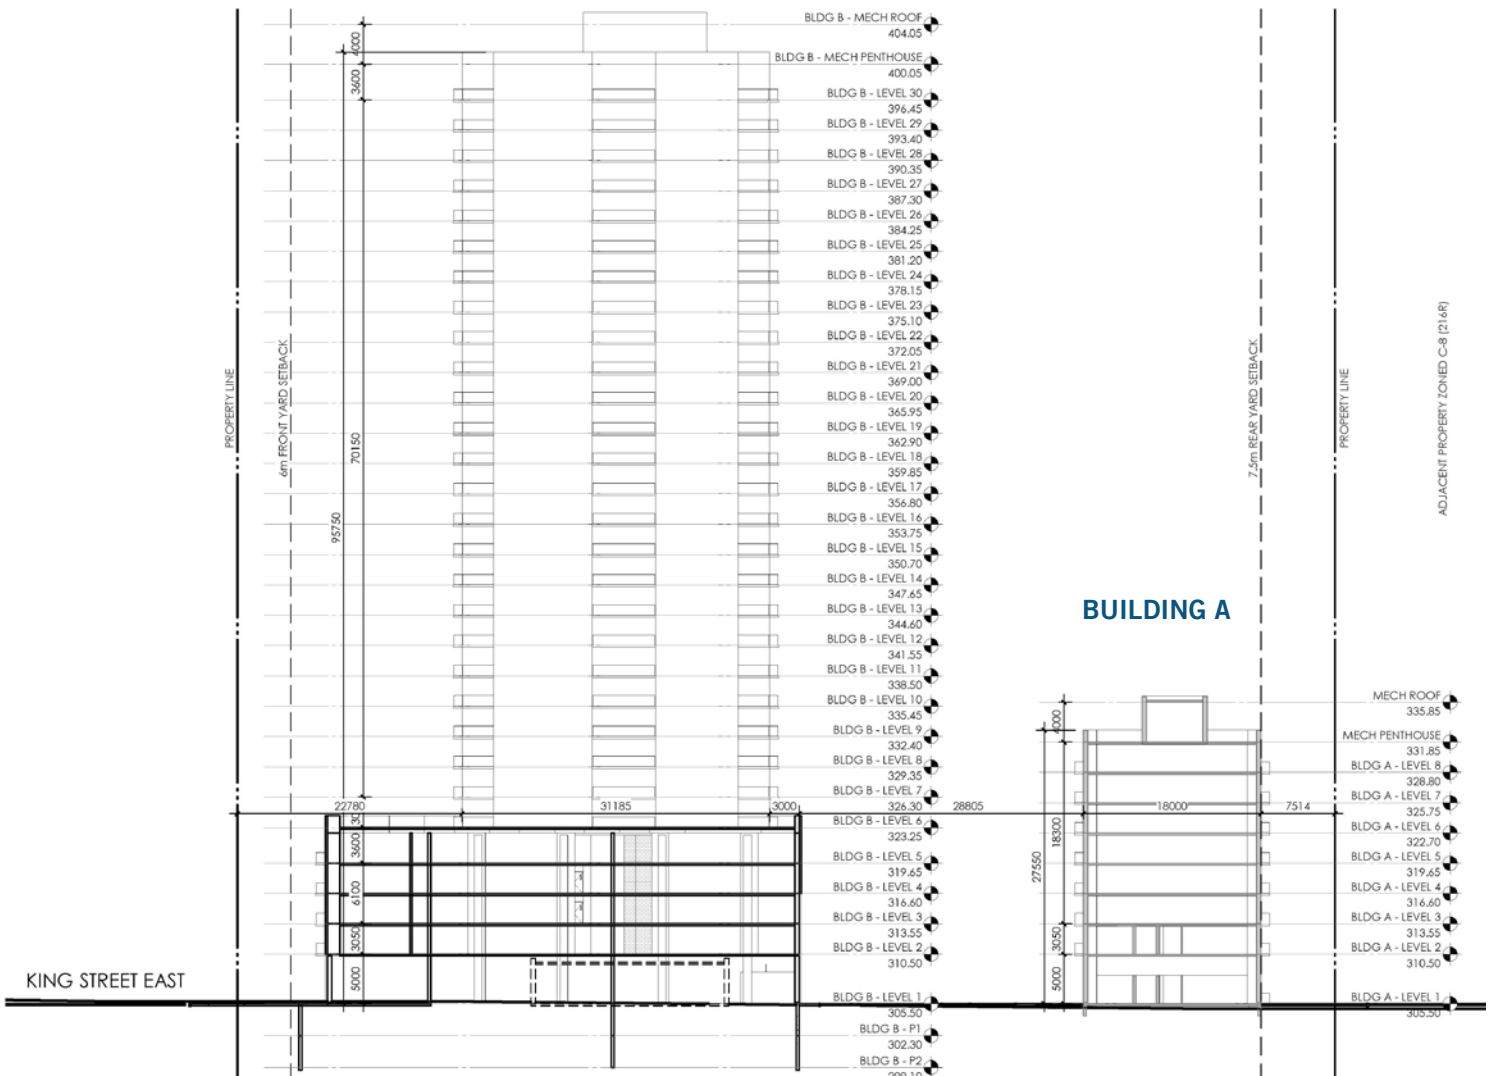 BLDG B - MECH ROOF
404.05
BLDG B - MECH PENTHOUSE
400.05
BLDG B - LEVEL 30
396.45
BLDG B - LEVEL 29
393.40
BLDG B - LEVEL 28
390.35
BLDG B - LEVEL 27
387.30
BLDG B - LEVEL 26
384.25
BLDG B - LEVEL 25
381.20
BLDG B - LEVEL 24
378.15
BLDG B - LEVEL 23
375.10
BLDG B - LEVEL 22
372.05
BLDG B - LEVEL 21
369.00
BLDG B - LEVEL 20
365.95
BLDG B - LEVEL 19
362.90
BLDG B - LEVEL 18
359.85
BLDG B - LEVEL 17
356.80
BLDG B - LEVEL 16
353.75
BLDG B - LEVEL 15
350.70
BLDG B - LEVEL 14
347.65
BLDG B - LEVEL 13
344.60
BLDG B - LEVEL 12
341.55
BLDG B - LEVEL 11
338.50
BLDG B - LEVEL 10
335.45
BLDG B - LEVEL 9
332.40
BLDG B - LEVEL 8
329.35
BLDG B - LEVEL 7
326.30
BLDG B - LEVEL 6
323.25
BLDG B - LEVEL 5
319.65
BLDG B - LEVEL 4
316.60
BLDG B - LEVEL 3
313.55
BLDG B - LEVEL 2
310.50
BLDG B - LEVEL 1
305.50
BLDG B - P1
302.30
BLDG B - P2
299.10
PROPERTY LINE
6m FRONT YARD SETBACK
4000
3600
70150
95750
3600
6100
3050
5000
22780
31185
3000
28805
18000
7514
KING STREET EAST
BUILDING A
7.5m REAR YARD SETBACK
PROPERTY LINE
ADJACENT PROPERTY ZONED C-8 (216R)
4000
18300
27550
3050
5000
MECH ROOF
335.85
MECH PENTHOUSE
331.85
BLDG A - LEVEL 8
328.80
BLDG A - LEVEL 7
325.75
BLDG A - LEVEL 6
322.70
BLDG A - LEVEL 5
319.65
BLDG A - LEVEL 4
316.60
BLDG A - LEVEL 3
313.55
BLDG A - LEVEL 2
310.50
BLDG A - LEVEL 1
305.50